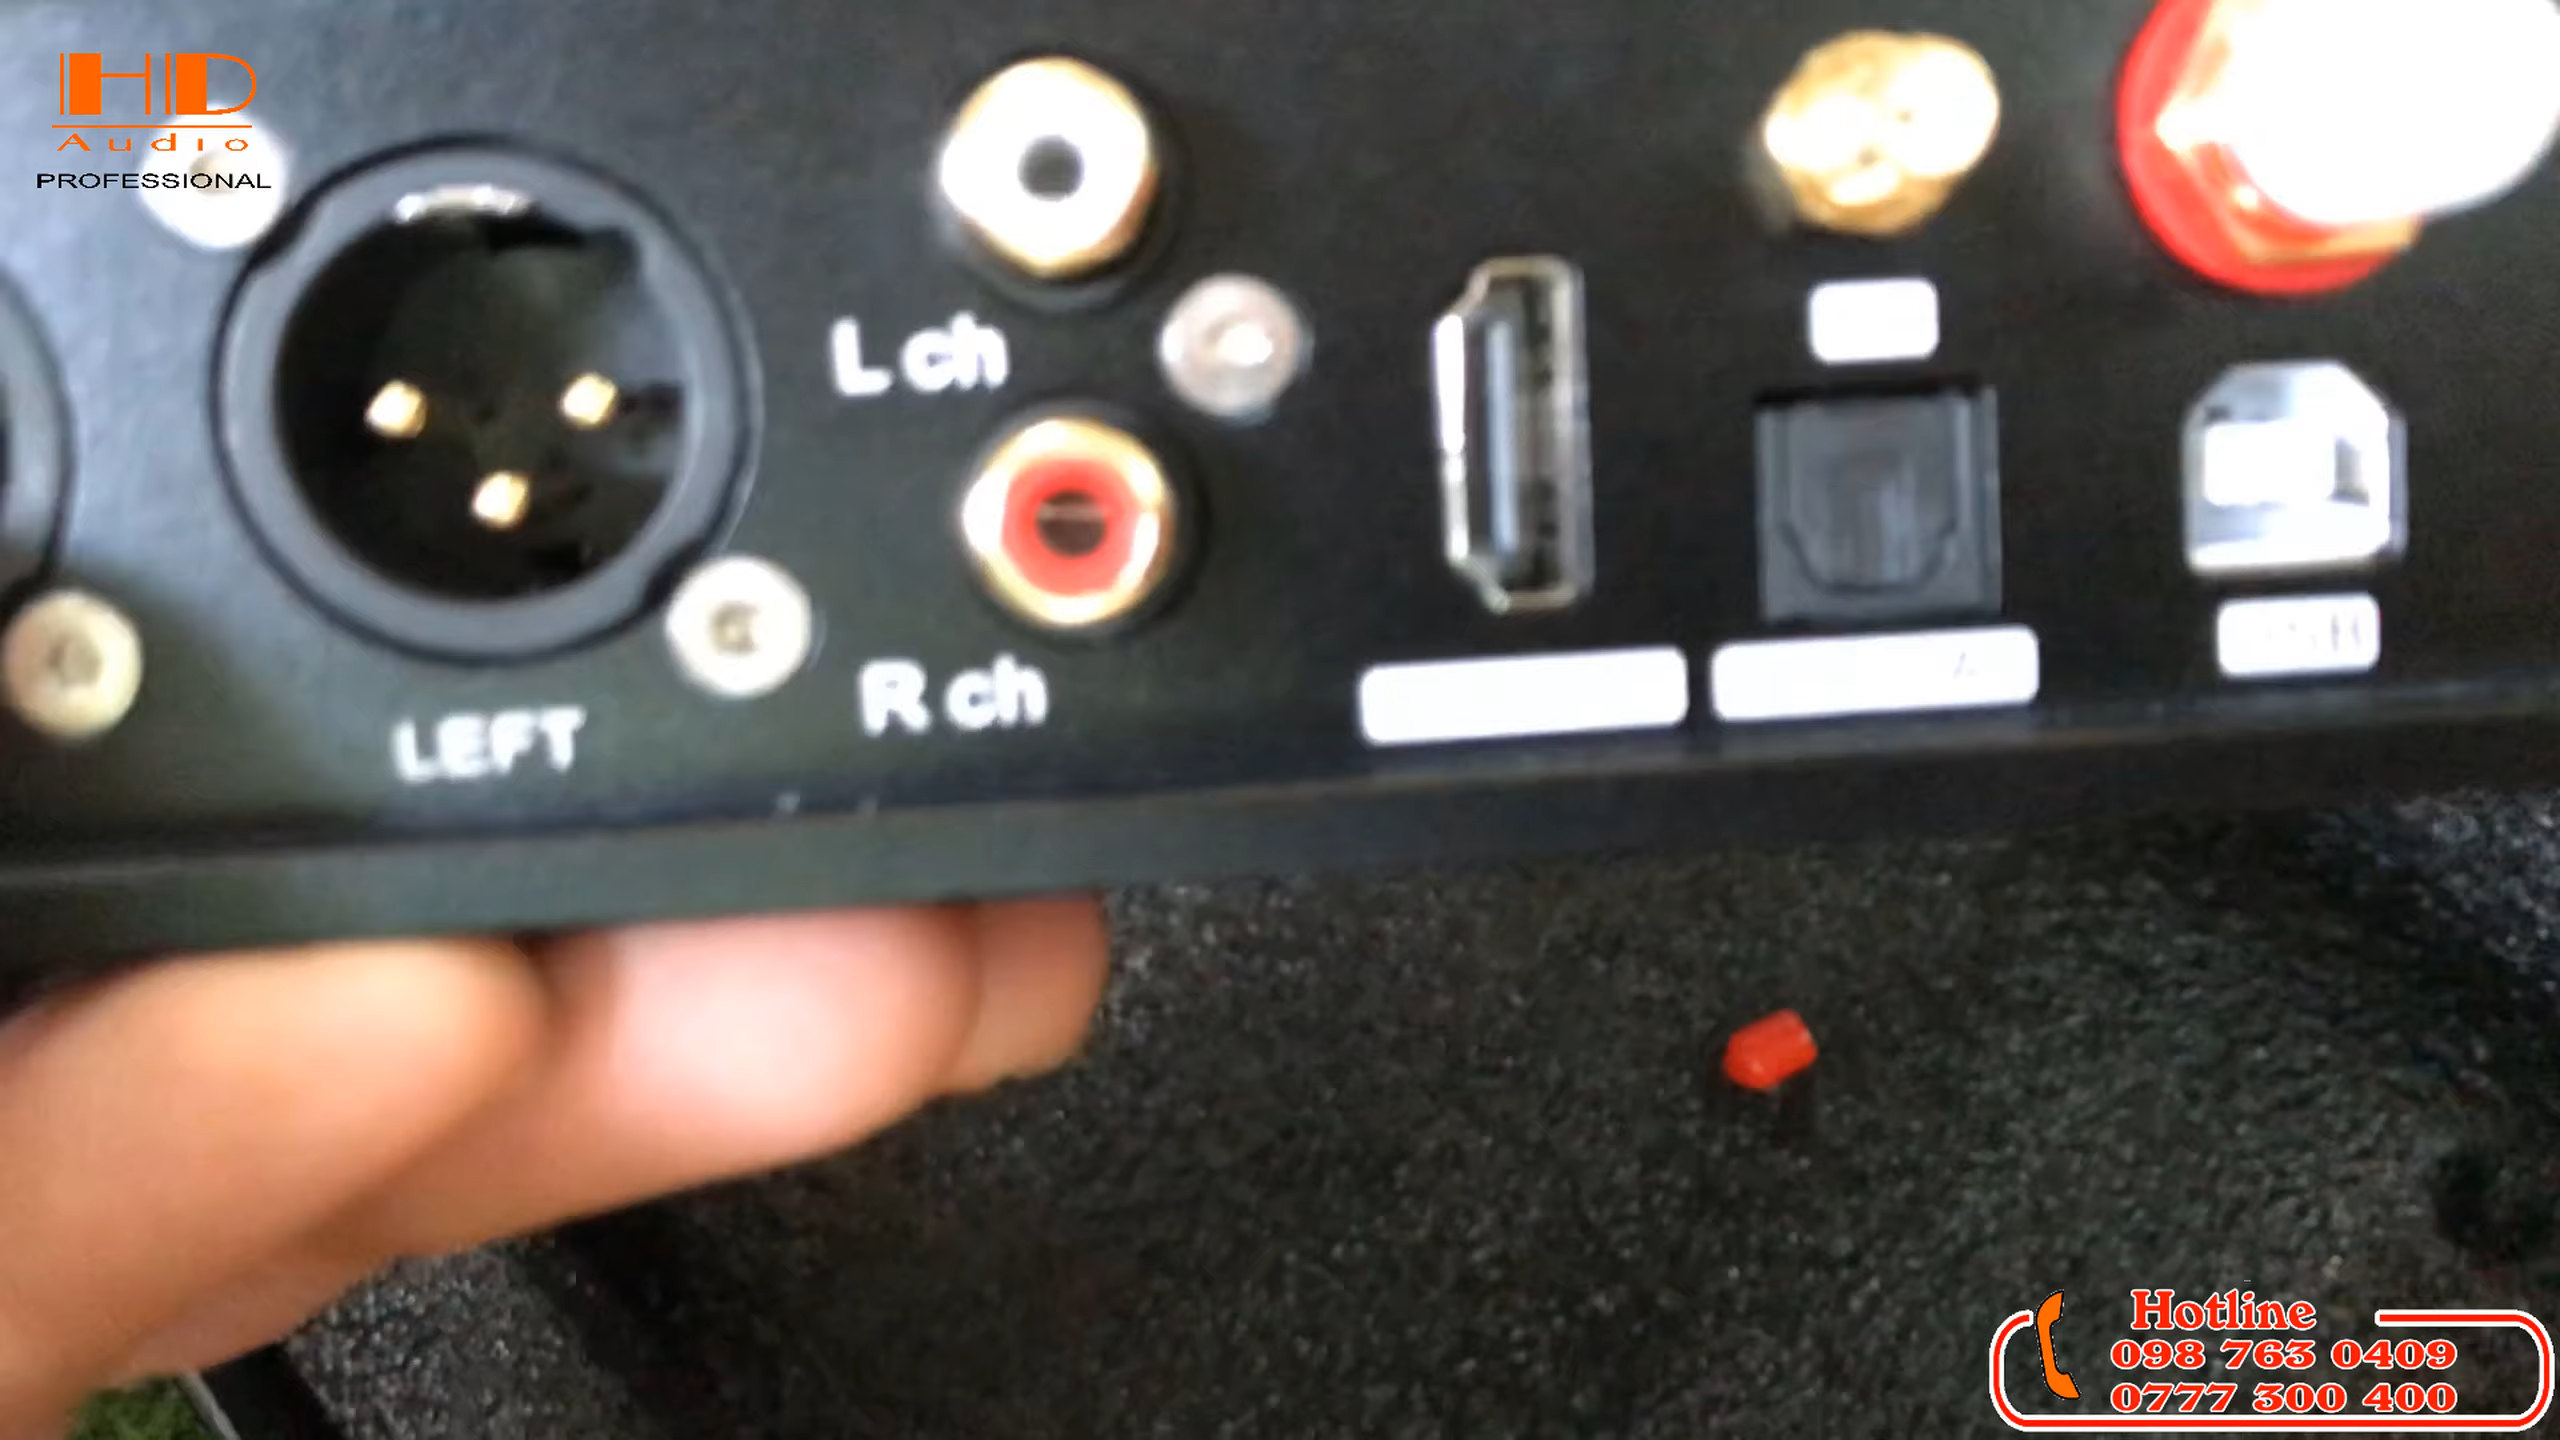 HD
Audio
PROFESSIONAL
L ch
R ch
LEFT
Hotline
098 763 0409
0777 300 400